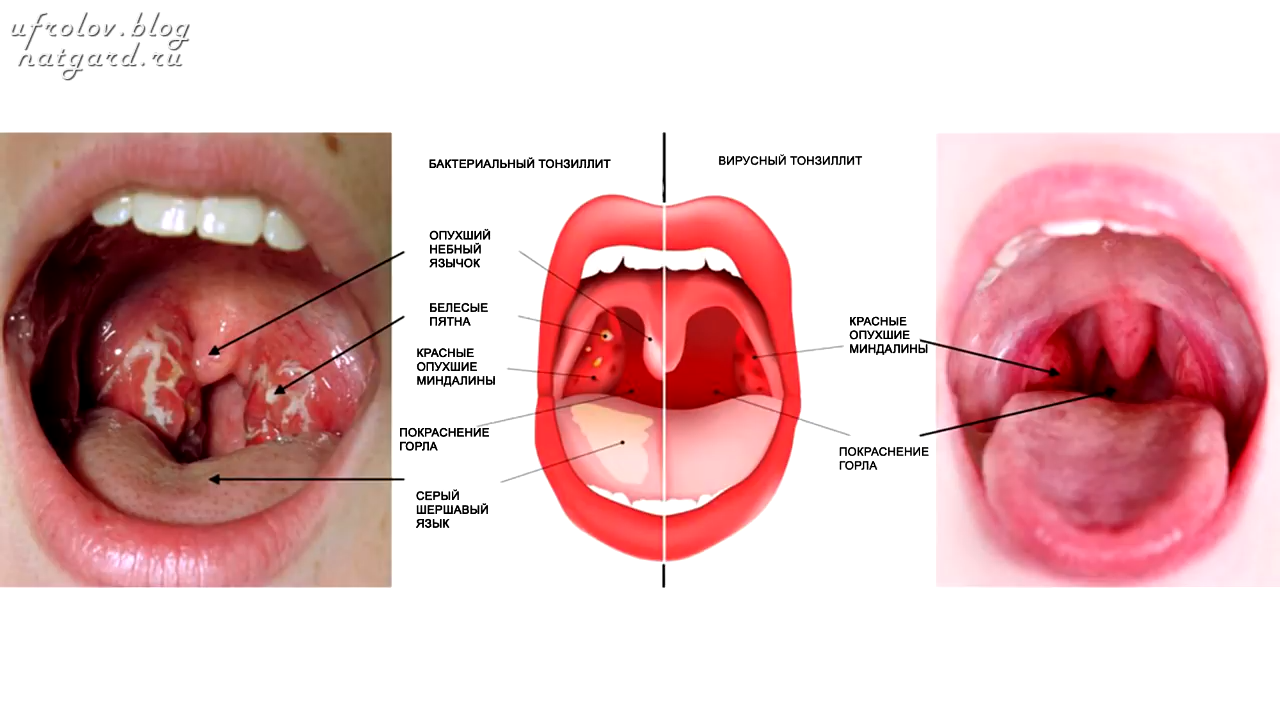 ufrolov.blog
natgard.ru
БАКТЕРИАЛЬНЫЙ ТОНЗИЛЛИТ
ВИРУСНЫЙ ТОНЗИЛЛИТ
ОПУХШИЙ
НЕБНЫЙ
ЯЗЫЧОК
БЕЛЕСЫЕ
ПЯТНА
КРАСНЫЕ
ОПУХШИЕ
МИНДАЛИНЫ
ПОКРАСНЕНИЕ
ГОРЛА
СЕРЫЙ
ШЕРШАВЫЙ
ЯЗЫК
КРАСНЫЕ
ОПУХШИЕ
МИНДАЛИНЫ
ПОКРАСНЕНИЕ
ГОРЛА